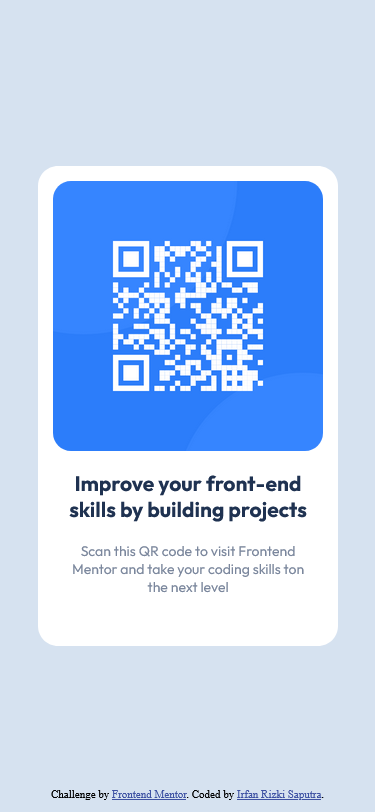 Improve your front-end
skills by building projects
Scan this QR code to visit Frontend
Mentor and take your coding skills ton
the next level
Challenge by Frontend Mentor. Coded by Irfan Rizki Saputra.